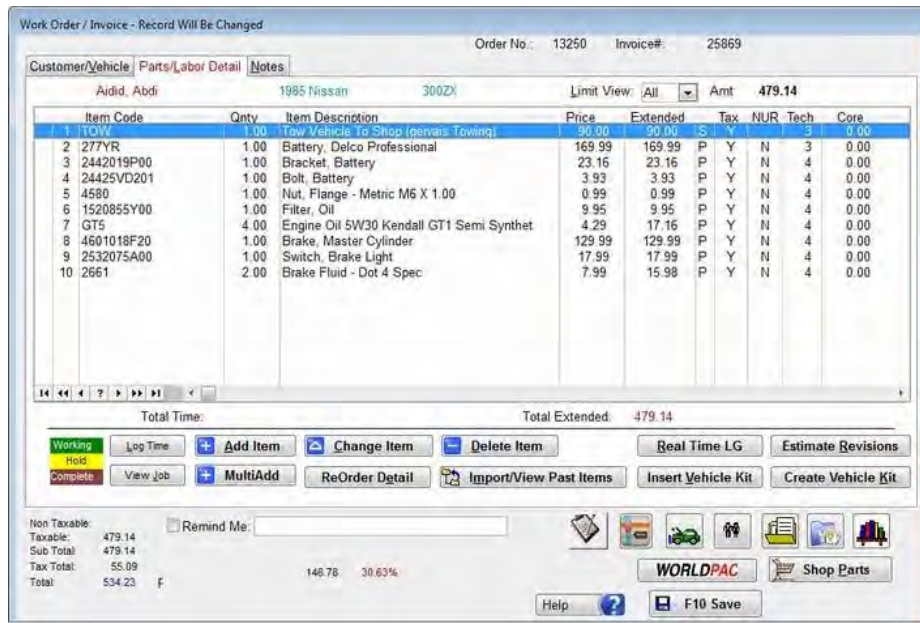 Work Order / Invoice - Record Will Be Changed
Order No.: 13250 Invoice#: 25869
Customer/Vehicle Parts/Labor Detail Notes
Aidid, Abdi 1985 Nissan 300ZX Limit View: All Amt 479.14
Item Code Qnty Item Description Price Extended Tax NUR Tech Core
1 TOW 1.00 Tow Vehicle To Shop (gervais Towing) 90.00 90.00 S Y 3 0.00
2 277YR 1.00 Battery, Delco Professional 169.99 169.99 P Y N 3 0.00
3 2442019P00 1.00 Bracket, Battery 23.16 23.16 P Y N 4 0.00
4 24425VD201 1.00 Bolt, Battery 3.93 3.93 P Y N 4 0.00
5 4580 1.00 Nut, Flange - Metric M6 X 1.00 0.99 0.99 P Y N 4 0.00
6 1520855Y00 1.00 Filter, Oil 9.95 9.95 P Y N 4 0.00
7 GT5 4.00 Engine Oil 5W30 Kendall GT1 Semi Synthet 4.29 17.16 P Y N 4 0.00
8 4601018F20 1.00 Brake, Master Cylinder 129.99 129.99 P Y N 4 0.00
9 2532075A00 1.00 Switch, Brake Light 17.99 17.99 P Y N 4 0.00
10 2661 2.00 Brake Fluid - Dot 4 Spec 7.99 15.98 P Y N 4 0.00
?
Total Time: Total Extended 479.14
Working Log Time Add Item Change Item Delete Item Real Time LG Estimate Revisions
Hold
Complete View Job MultiAdd ReOrder Detail Import/View Past Items Insert Vehicle Kit Create Vehicle Kit
Non Taxable: Remind Me:
Taxable: 479.14
Sub Total 479.14
Tax Total 55.09 146.78 30.63% WORLDPAC Shop Parts
Total: 534.23 F
Help ? F10 Save